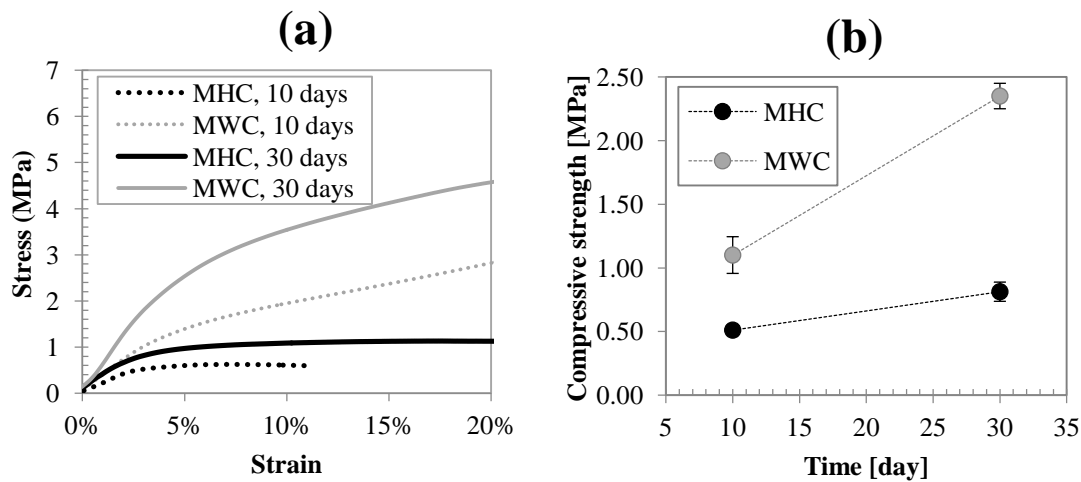 (a)
Stress (MPa)
7
6
5
4
3
2
1
0
MHC, 10 days
MWC, 10 days
MHC, 30 days
MWC, 30 days
0% 5% 10% 15% 20%
Strain
(b)
Compressive strength [MPa]
2.50
2.00
1.50
1.00
0.50
0.00
MHC
MWC
5 10 15 20 25 30 35
Time [day]